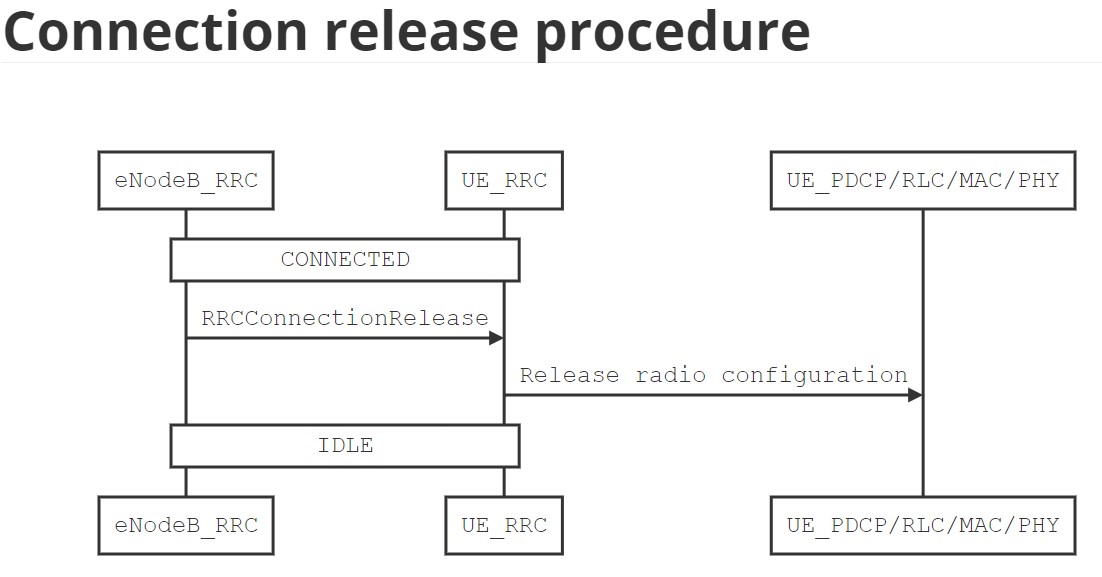 Connection release procedure
eNodeB_RRC
UE_RRC
UE_PDCP/RLC/MAC/PHY
CONNECTED
RRCConnectionRelease
Release radio configuration
IDLE
eNodeB_RRC
UE_RRC
UE_PDCP/RLC/MAC/PHY